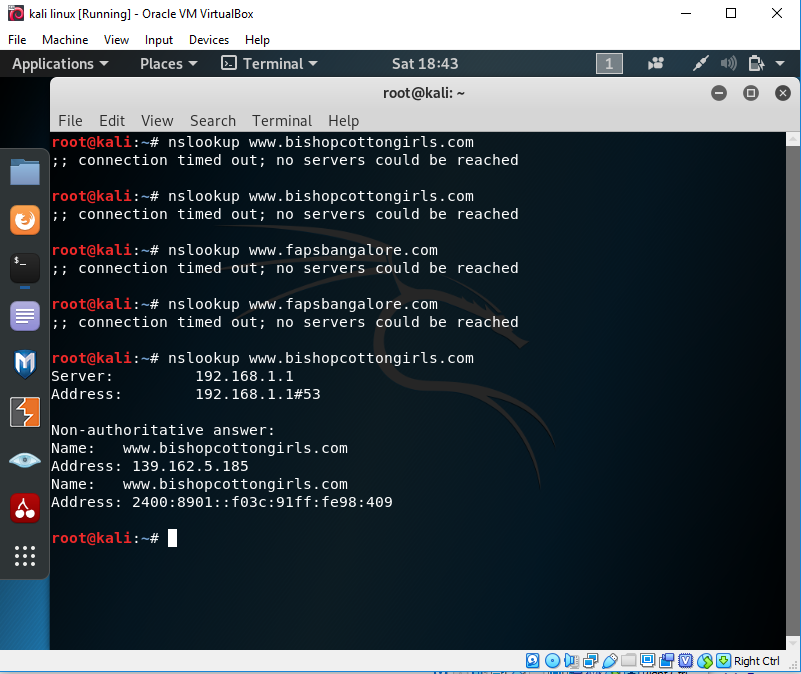 kali linux [Running] - Oracle VM VirtualBox
File Machine View Input Devices Help
Applications Places Terminal Sat 18:43 1
root@kali: ~
File Edit View Search Terminal Help
root@kali:~# nslookup www.bishopcottongirls.com
;; connection timed out; no servers could be reached
root@kali:~# nslookup www.bishopcottongirls.com
;; connection timed out; no servers could be reached
root@kali:~# nslookup www.fapsbangalore.com
;; connection timed out; no servers could be reached
root@kali:~# nslookup www.fapsbangalore.com
;; connection timed out; no servers could be reached
root@kali:~# nslookup www.bishopcottongirls.com
Server: 192.168.1.1
Address: 192.168.1.1#53
Non-authoritative answer:
Name: www.bishopcottongirls.com
Address: 139.162.5.185
Name: www.bishopcottongirls.com
Address: 2400:8901::f03c:91ff:fe98:409
root@kali:~#
Right Ctrl